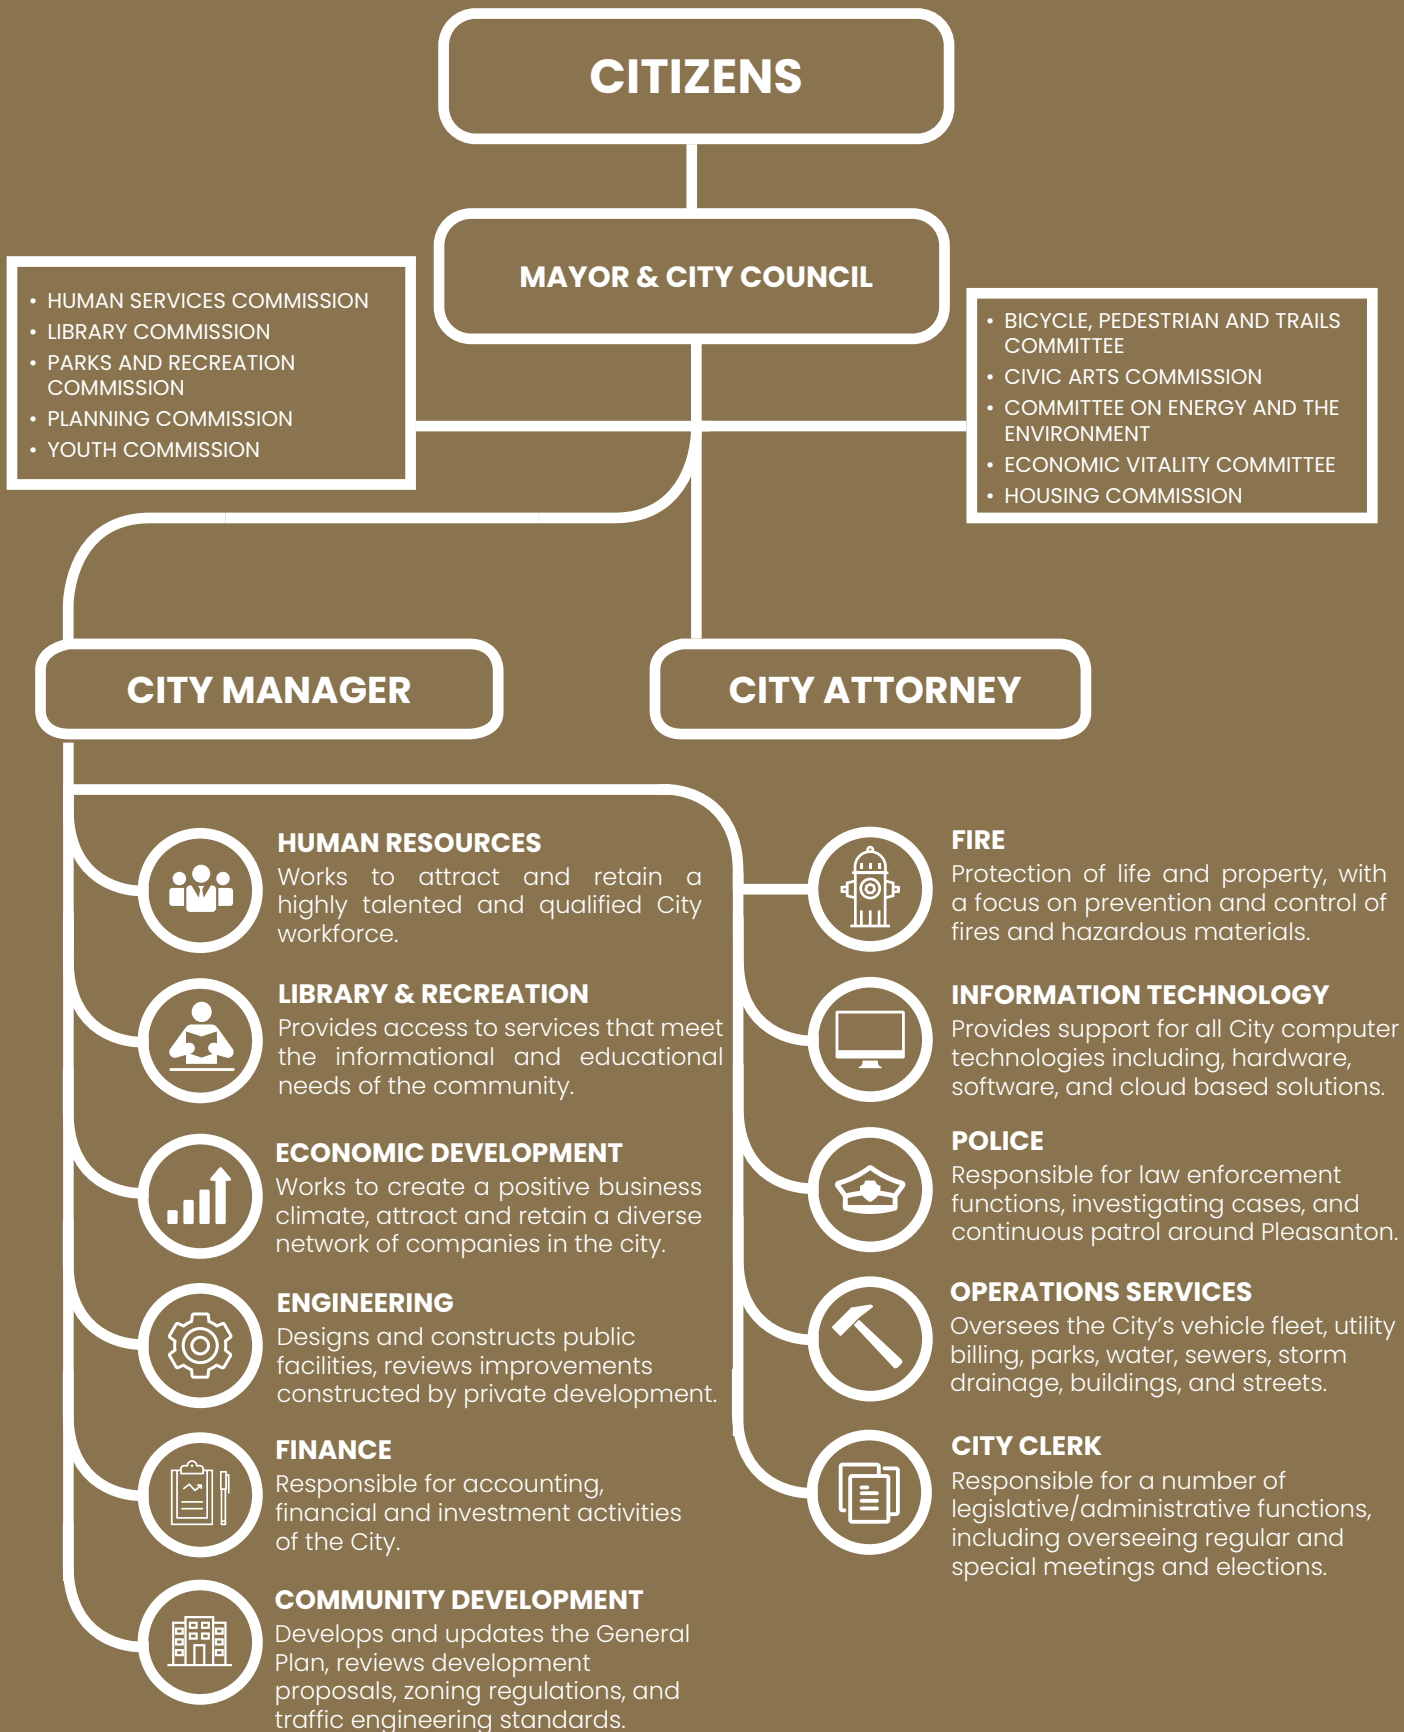 CITIZENS
MAYOR & CITY COUNCIL
• HUMAN SERVICES COMMISSION
• LIBRARY COMMISSION
• PARKS AND RECREATION
COMMISSION
• PLANNING COMMISSION
• YOUTH COMMISSION
• BICYCLE, PEDESTRIAN AND TRAILS
COMMITTEE
• CIVIC ARTS COMMISSION
• COMMITTEE ON ENERGY AND THE
ENVIRONMENT
• ECONOMIC VITALITY COMMITTEE
• HOUSING COMMISSION
CITY MANAGER
CITY ATTORNEY
HUMAN RESOURCES
Works to attract and retain a
highly talented and qualified City
workforce.
LIBRARY & RECREATION
Provides access to services that meet
the informational and educational
needs of the community.
ECONOMIC DEVELOPMENT
Works to create a positive business
climate, attract and retain a diverse
network of companies in the city.
ENGINEERING
Designs and constructs public
facilities, reviews improvements
constructed by private development.
FINANCE
Responsible for accounting,
financial and investment activities
of the City.
COMMUNITY DEVELOPMENT
Develops and updates the General
Plan, reviews development
proposals, zoning regulations, and
traffic engineering standards.
FIRE
Protection of life and property, with
a focus on prevention and control of
fires and hazardous materials.
INFORMATION TECHNOLOGY
Provides support for all City computer
technologies including, hardware,
software, and cloud based solutions.
POLICE
Responsible for law enforcement
functions, investigating cases, and
continuous patrol around Pleasanton.
OPERATIONS SERVICES
Oversees the City’s vehicle fleet, utility
billing, parks, water, sewers, storm
drainage, buildings, and streets.
CITY CLERK
Responsible for a number of
legislative/administrative functions,
including overseeing regular and
special meetings and elections.